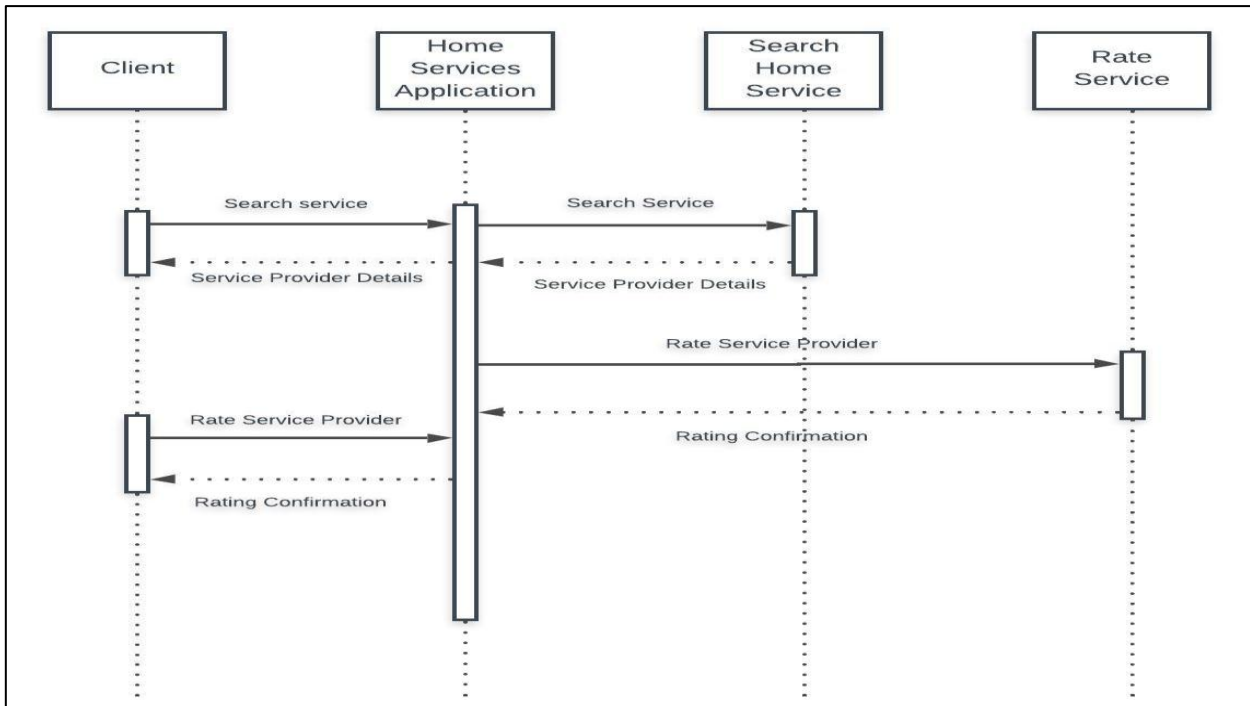 Client
Home
Services
Application
Search
Home
Service
Rate
Service
Search service
Search Service
Service Provider Details
Service Provider Details
Rate Service Provider
Rate Service Provider
Rating Confirmation
Rating Confirmation